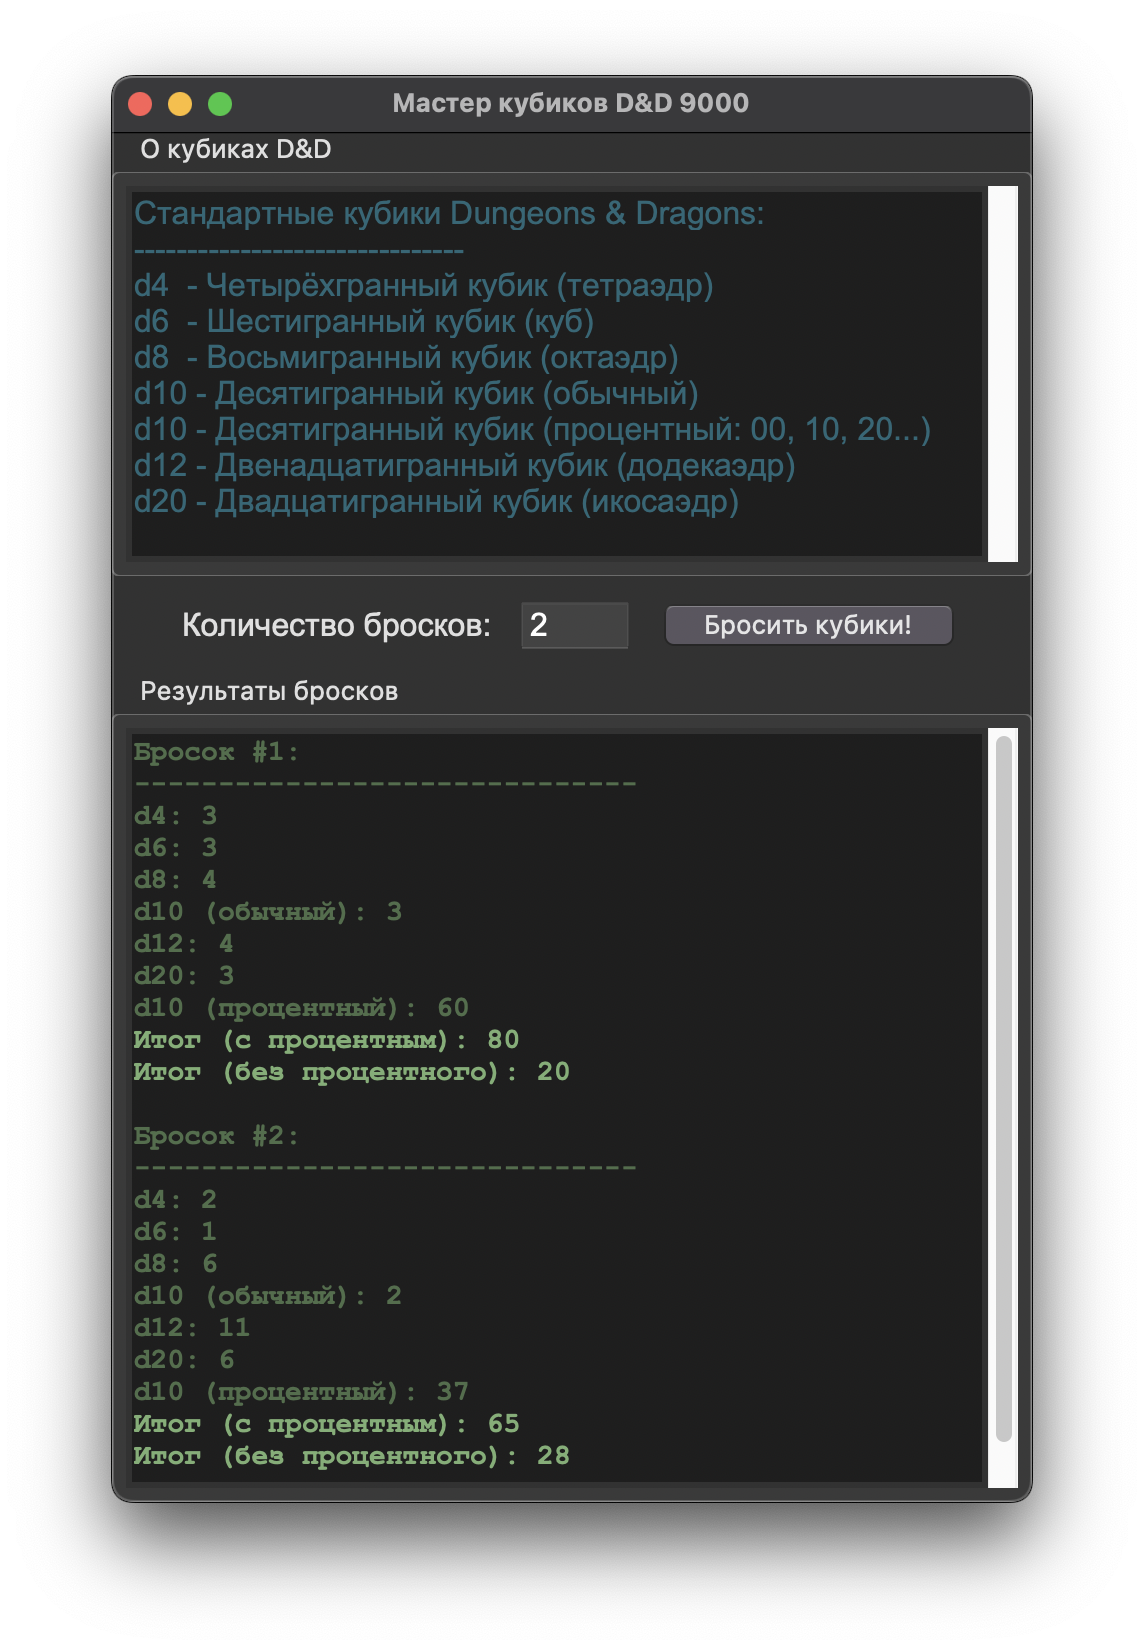 Мастер кубиков D&D 9000
О кубиках D&D
Стандартные кубики Dungeons & Dragons:
------------------------------
d4  - Четырёхгранный кубик (тетраэдр)
d6  - Шестигранный кубик (куб)
d8  - Восьмигранный кубик (октаэдр)
d10 - Десятигранный кубик (обычный)
d10 - Десятигранный кубик (процентный: 00, 10, 20...)
d12 - Двенадцатигранный кубик (додекаэдр)
d20 - Двадцатигранный кубик (икосаэдр)
Количество бросков: 2 Бросить кубики!
Результаты бросков
Бросок #1:
------------------------------
d4: 3
d6: 3
d8: 4
d10 (обычный): 3
d12: 4
d20: 3
d10 (процентный): 60
Итог (с процентным): 80
Итог (без процентного): 20
Бросок #2:
------------------------------
d4: 2
d6: 1
d8: 6
d10 (обычный): 2
d12: 11
d20: 6
d10 (процентный): 37
Итог (с процентным): 65
Итог (без процентного): 28